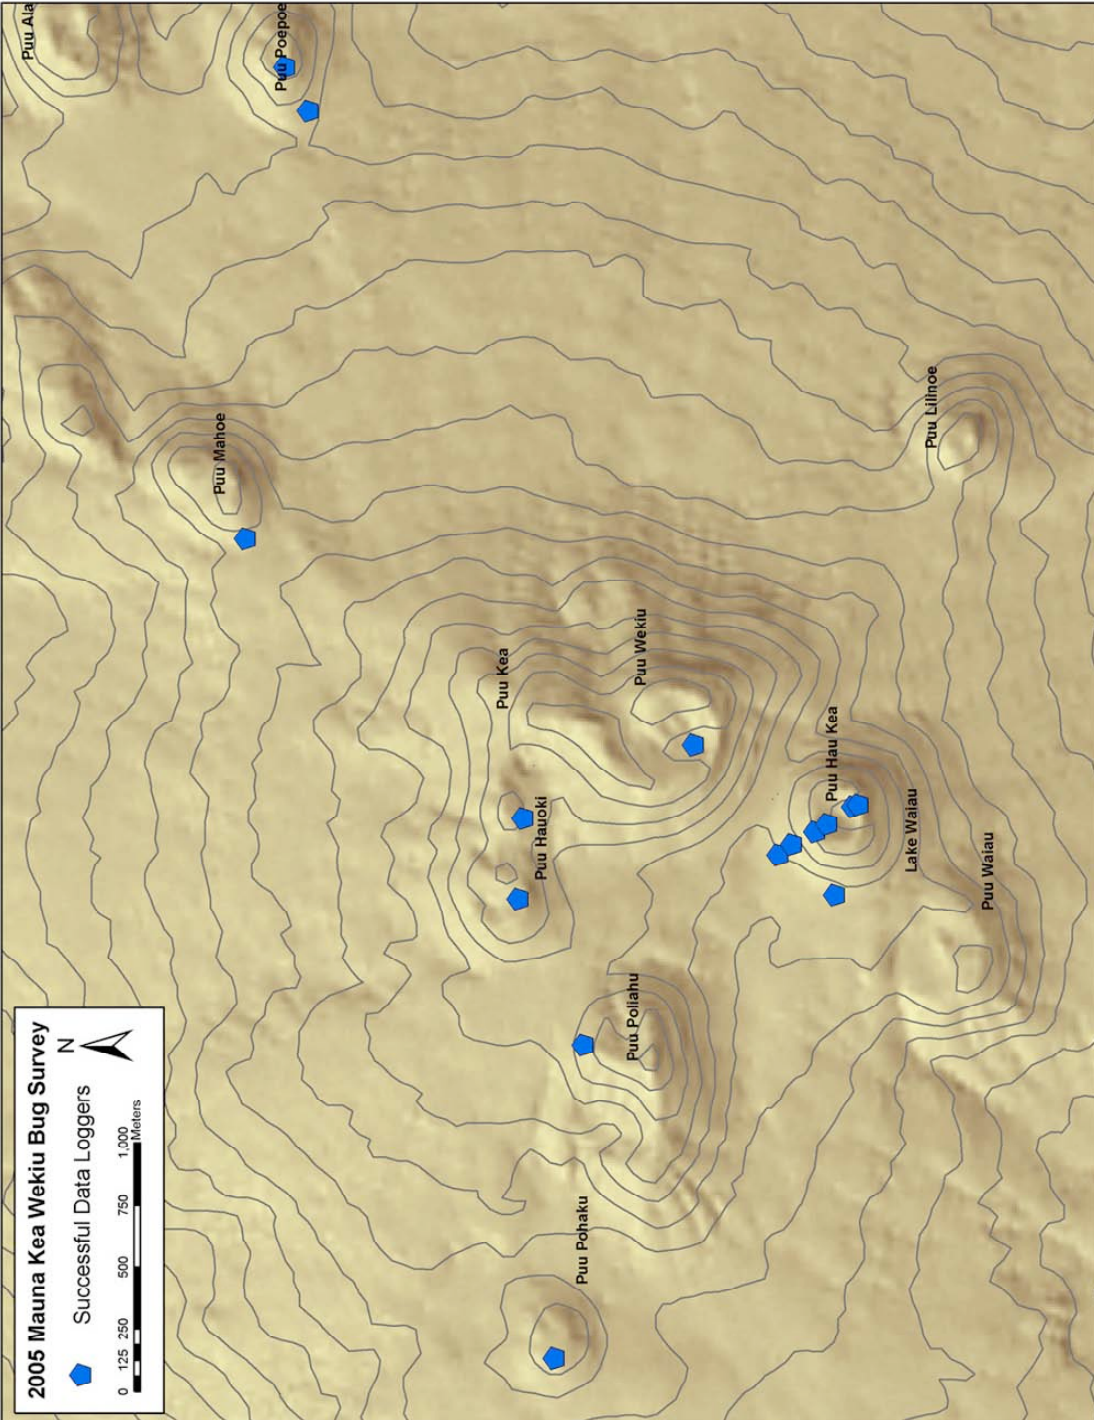 2005 Mauna Kea Wekiu Bug Survey
N
Successful Data Loggers
0 125 250 500 750 1,000
Meters
Puu Ala
Puu Mahoe
Puu Poepoe
Puu Kea
Puu Hauoki
Puu Pohaku
Puu Poliahu
Puu Wekiu
Puu Hau Kea
Lake Waiau
Puu Lilinoe
Puu Waiau